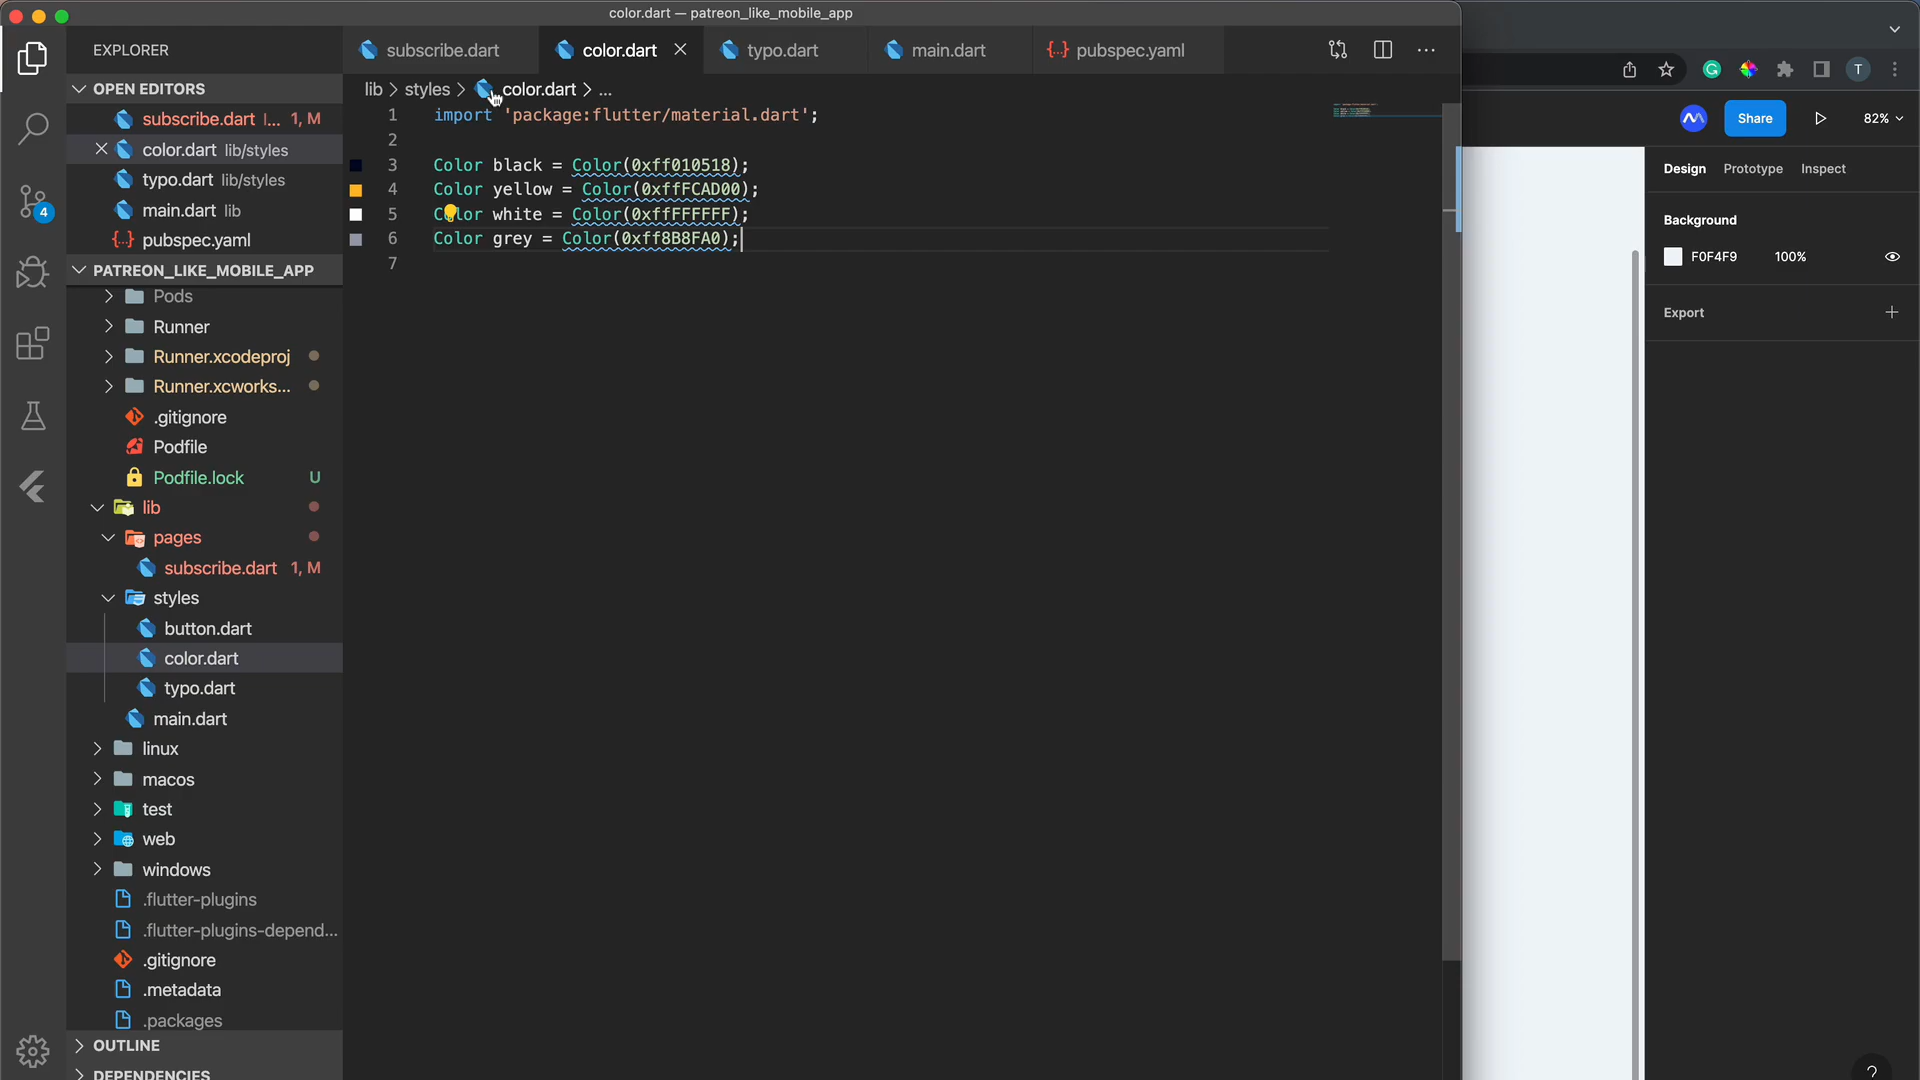 color.dart — patreon_like_mobile_app
EXPLORER
OPEN EDITORS
subscribe.dart l... 1, M
color.dart lib/styles
typo.dart lib/styles
main.dart lib
pubspec.yaml
4
PATREON_LIKE_MOBILE_APP
Pods
Runner
Runner.xcodeproj
Runner.xcworks...
.gitignore
Podfile
Podfile.lock U
lib
pages
subscribe.dart 1, M
styles
button.dart
color.dart
typo.dart
main.dart
linux
macos
test
web
windows
.flutter-plugins
.flutter-plugins-depend...
.gitignore
.metadata
.packages
OUTLINE
DEPENDENCIES
subscribe.dart color.dart typo.dart main.dart pubspec.yaml
lib > styles > color.dart > ...
1 import 'package:flutter/material.dart';
2
3 Color black = Color(0xff010518);
4 Color yellow = Color(0xffFCAD00);
5 Color white = Color(0xffFFFFFF);
6 Color grey = Color(0xff8B8FA0);
7
T
Share 82%
Design Prototype Inspect
Background
F0F4F9 100%
Export
?